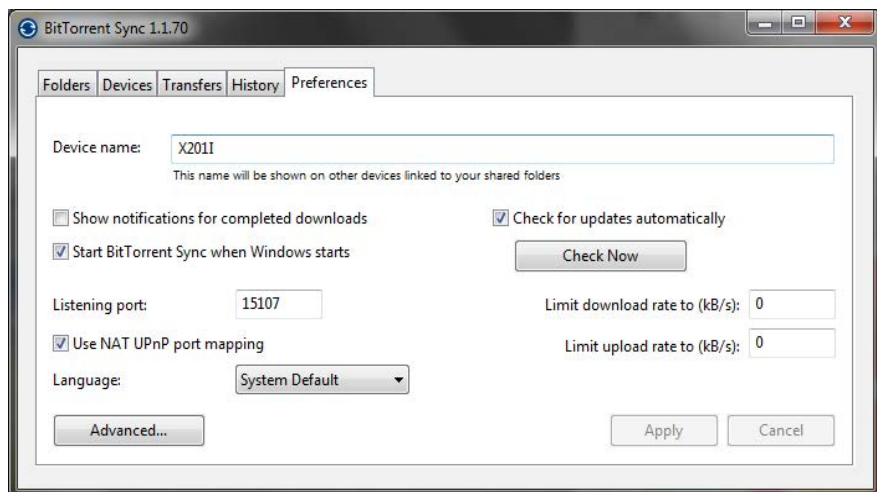 BitTorrent Sync 1.1.70
Folders Devices Transfers History Preferences
Device name: X201I
This name will be shown on other devices linked to your shared folders
Show notifications for completed downloads Check for updates automatically
Start BitTorrent Sync when Windows starts Check Now
Listening port: 15107 Limit download rate to (kB/s): 0
Use NAT UPnP port mapping Limit upload rate to (kB/s): 0
Language: System Default
Advanced... Apply Cancel